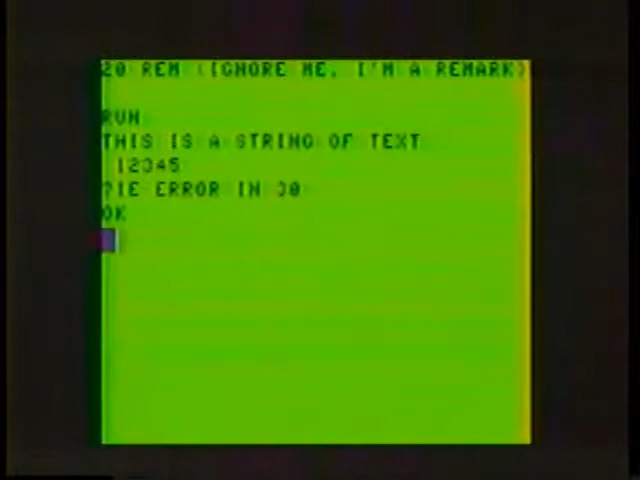 20 REM (IGNORE ME, I'M A REMARK)
RUN
THIS IS A STRING OF TEXT
12345
?IE ERROR IN 30
OK